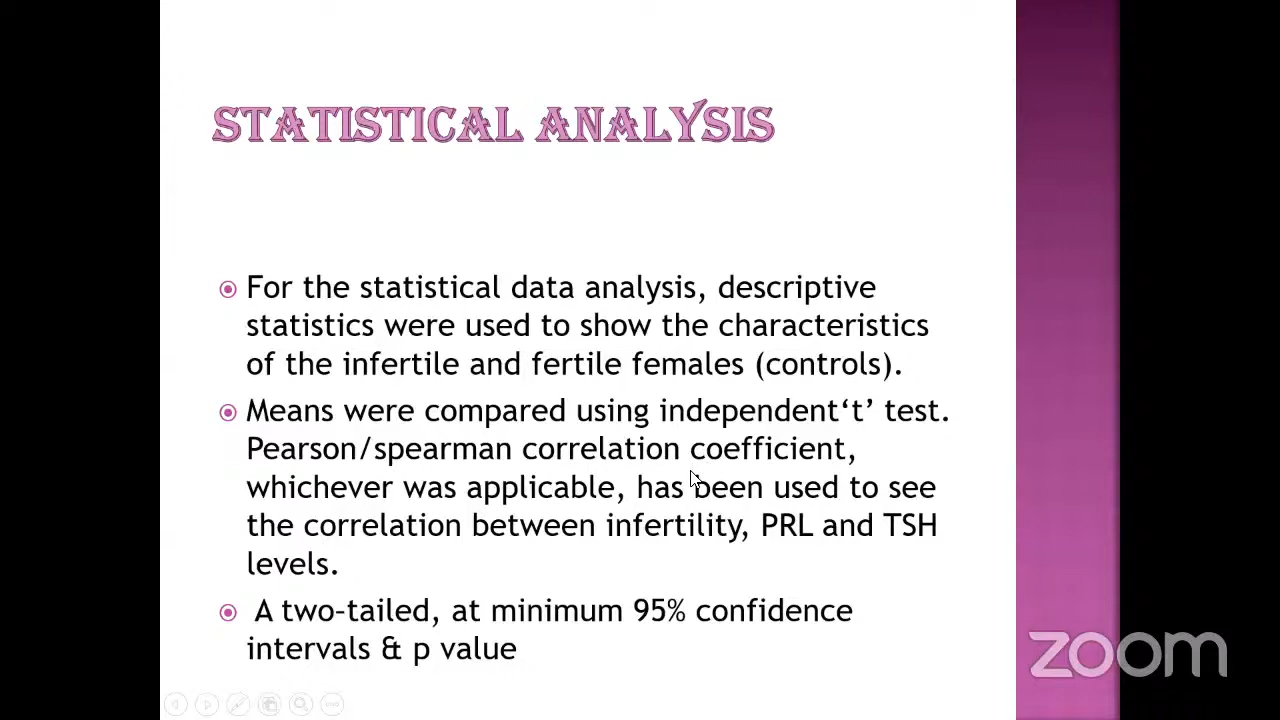 STATISTICAL ANALYSIS
For the statistical data analysis, descriptive
statistics were used to show the characteristics
of the infertile and fertile females (controls).
Means were compared using independent‘t’ test.
Pearson/spearman correlation coefficient,
whichever was applicable, has been used to see
the correlation between infertility, PRL and TSH
levels.
A two-tailed, at minimum 95% confidence
intervals & p value
zoom